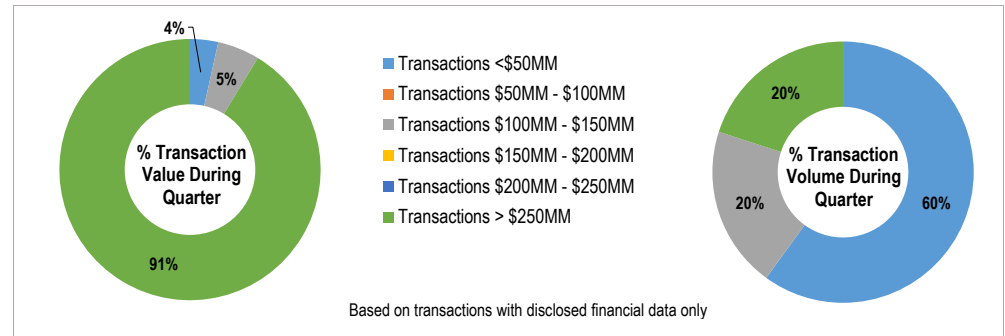 4%
5%
% Transaction
Value During
Quarter
91%
Transactions <$50MM
Transactions $50MM - $100MM
Transactions $100MM - $150MM
Transactions $150MM - $200MM
Transactions $200MM - $250MM
Transactions > $250MM
20%
% Transaction
Volume During
Quarter
20%
60%
Based on transactions with disclosed financial data only